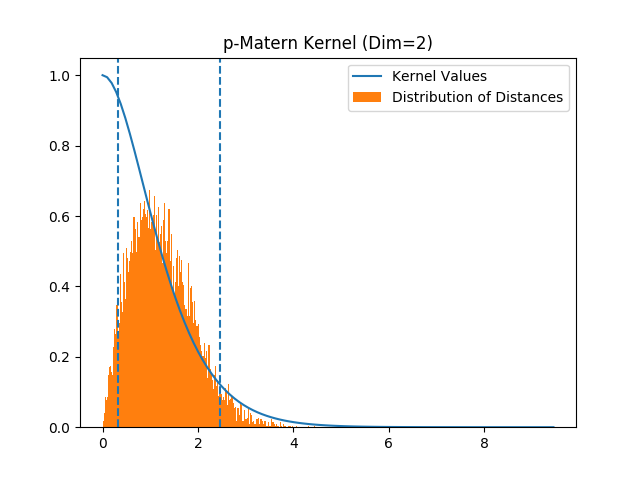 p-Matern Kernel (Dim=2)
Kernel Values
Distribution of Distances
1.0
0.8
0.6
0.4
0.2
0.0
0 2 4 6 8